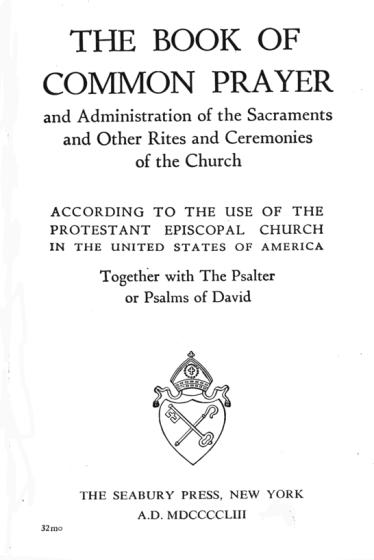 THE BOOK OF
COMMON PRAYER
and Administration of the Sacraments
and Other Rites and Ceremonies
of the Church
ACCORDING TO THE USE OF THE
PROTESTANT EPISCOPAL CHURCH
IN THE UNITED STATES OF AMERICA
Together with The Psalter
or Psalms of David
THE SEABURY PRESS, NEW YORK
A.D. MDCCCCLIII
32mo